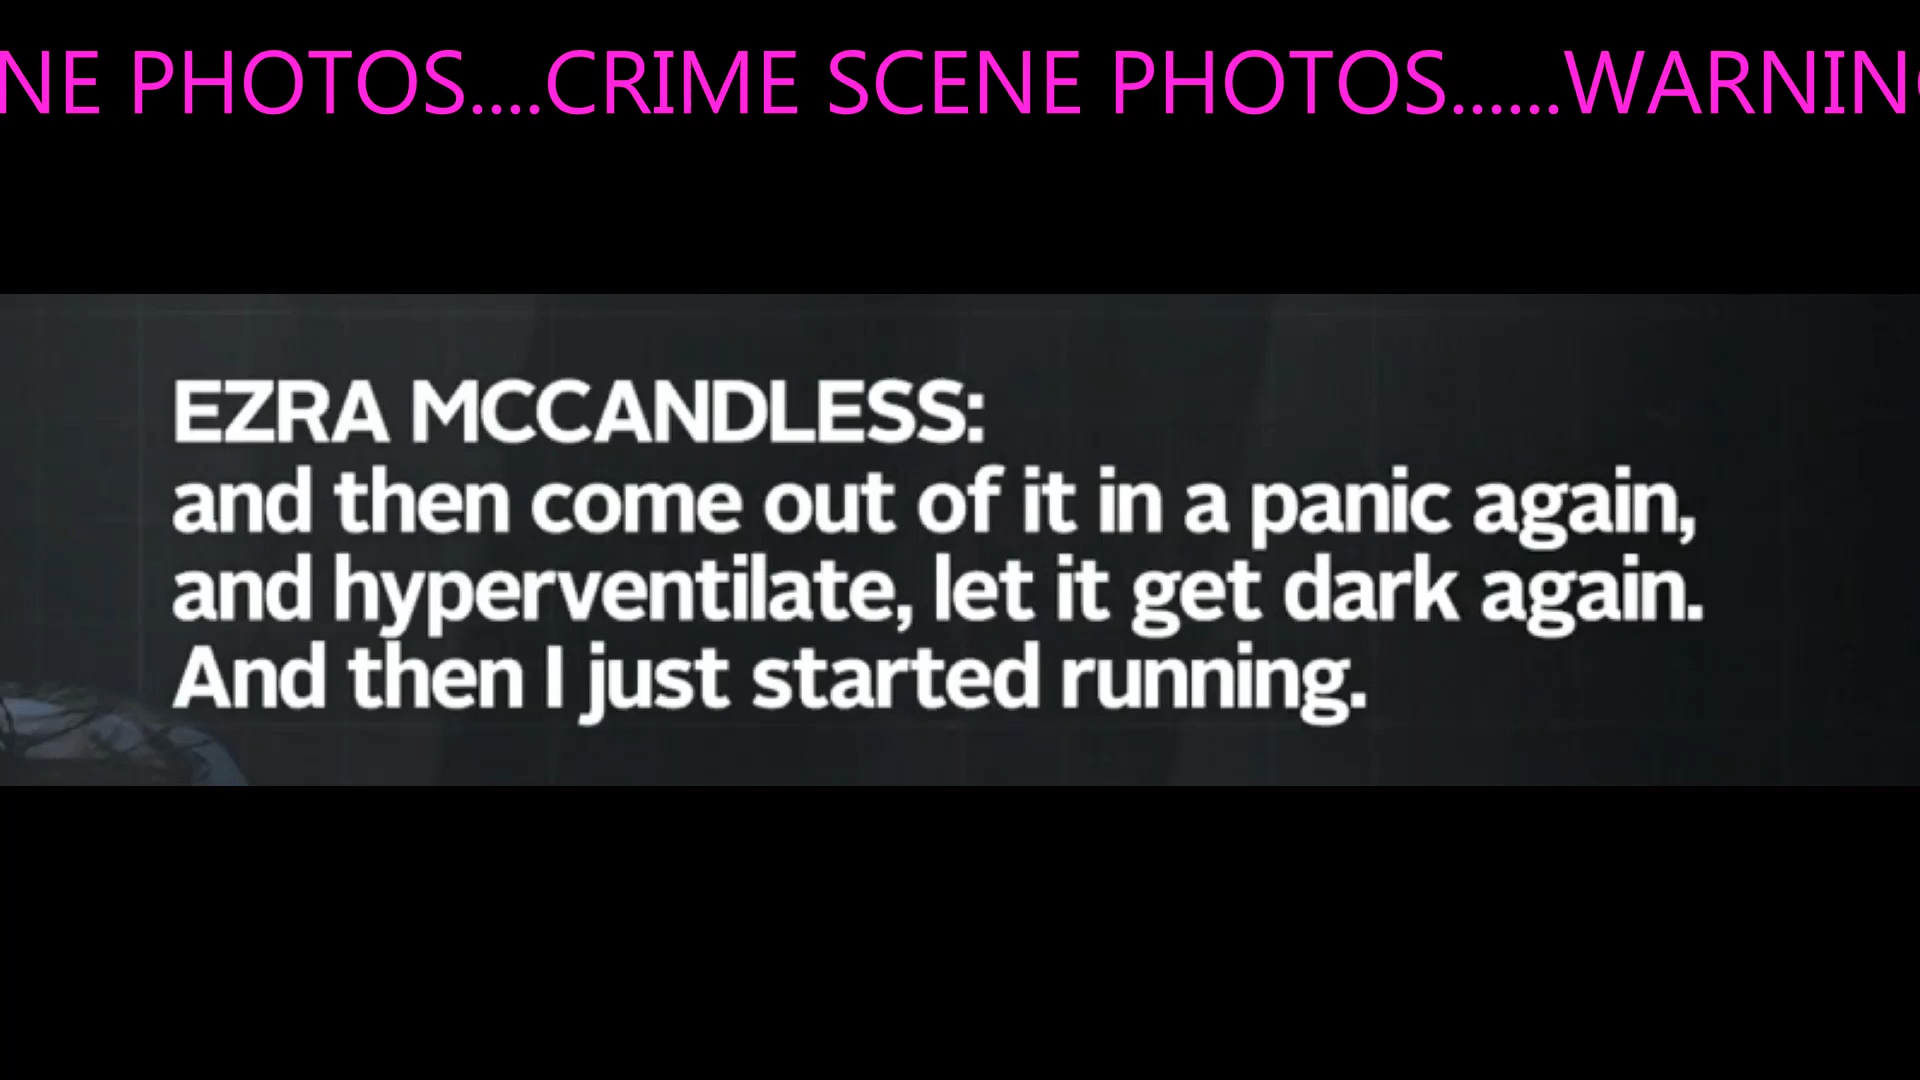 NE PHOTOS....CRIME SCENE PHOTOS......WARNING
EZRA MCCANDLESS:
and then come out of it in a panic again,
and hyperventilate, let it get dark again.
And then I just started running.